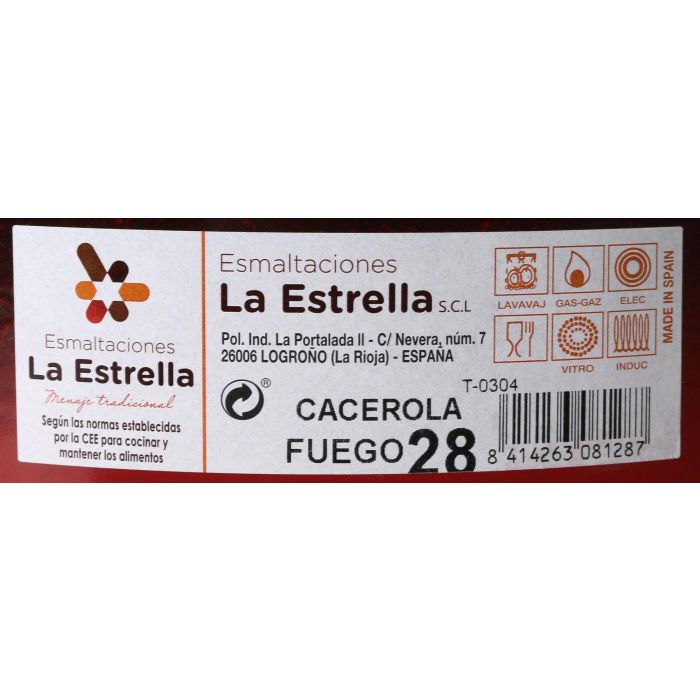 Esmaltaciones
La Estrella
Menaje tradicional
Según las normas establecidas
por la CEE para cocinar y
mantener los alimentos
Esmaltaciones
La Estrella S.C.L
Pol. Ind. La Portalada II - C/ Nevera, núm. 7
26006 LOGROÑO (La Rioja) - ESPAÑA
®
CACEROLA
FUEGO 28
LAVAVAJ GAS-GAZ ELEC
VITRO INDUC
MADE IN SPAIN
T-0304
8 414263 081287